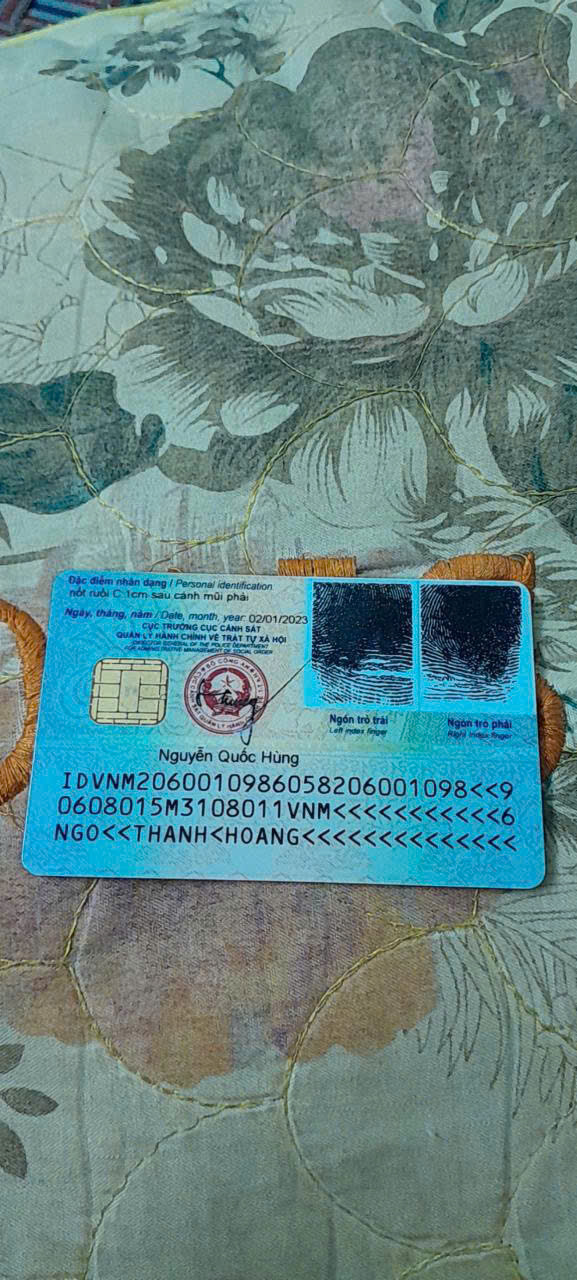 Đặc điểm nhân dạng / Personal identification
nốt ruồi C:1cm sau cánh mũi phải
Ngày, tháng, năm / Date, month, year: 02/01/2023
CỤC TRƯỞNG CỤC CẢNH SÁT
QUẢN LÝ HÀNH CHÍNH VỀ TRẬT TỰ XÃ HỘI
DIRECTOR GENERAL OF THE POLICE DEPARTMENT
FOR ADMINISTRATIVE MANAGEMENT OF SOCIAL ORDER
Ngón trỏ trái
Left index finger
Ngón trỏ phải
Right index finger
Nguyễn Quốc Hùng
IDVNM2060010986058206001098<<9
0608015M3108011VNM<<<<<<<<<<<6
NGO<<THANH<HOANG<<<<<<<<<<<<<<